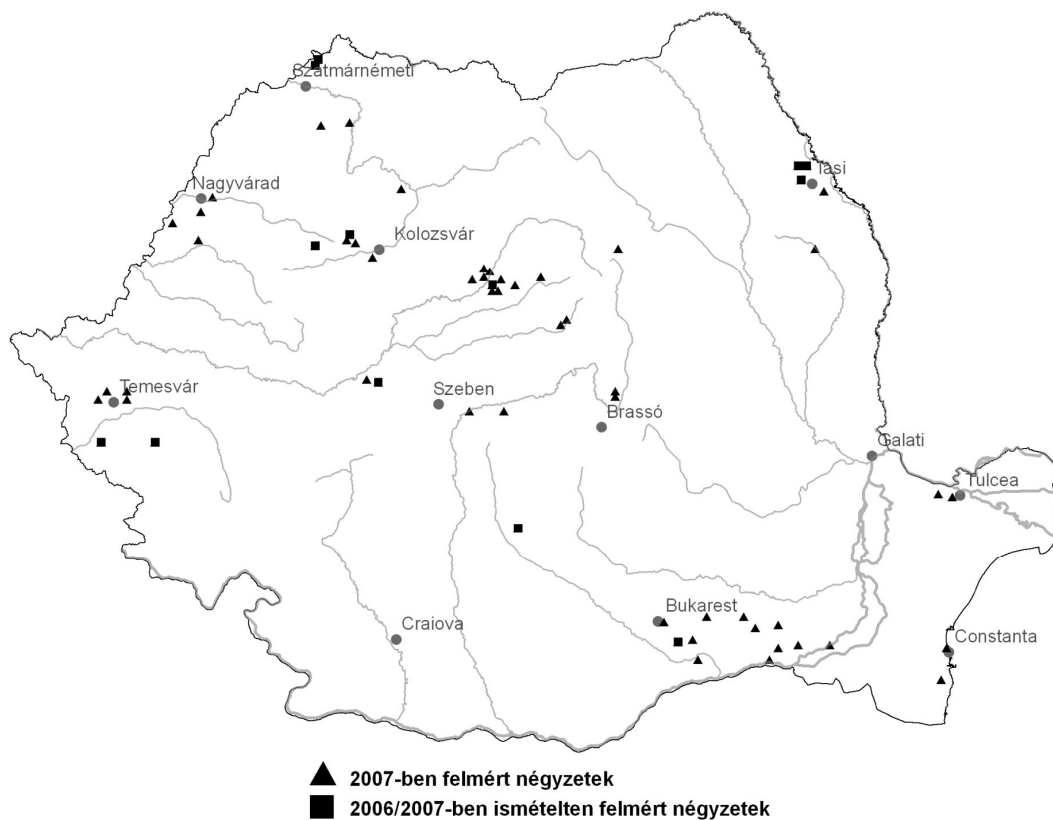 Szatmárnémeti
Iasi
Nagyvárad
Kolozsvár
Temesvár
Szeben
Brassó
Galati
Tulcea
Bukarest
Craiova
Constanta
2007-ben felmért négyzetek
2006/2007-ben ismételten felmért négyzetek